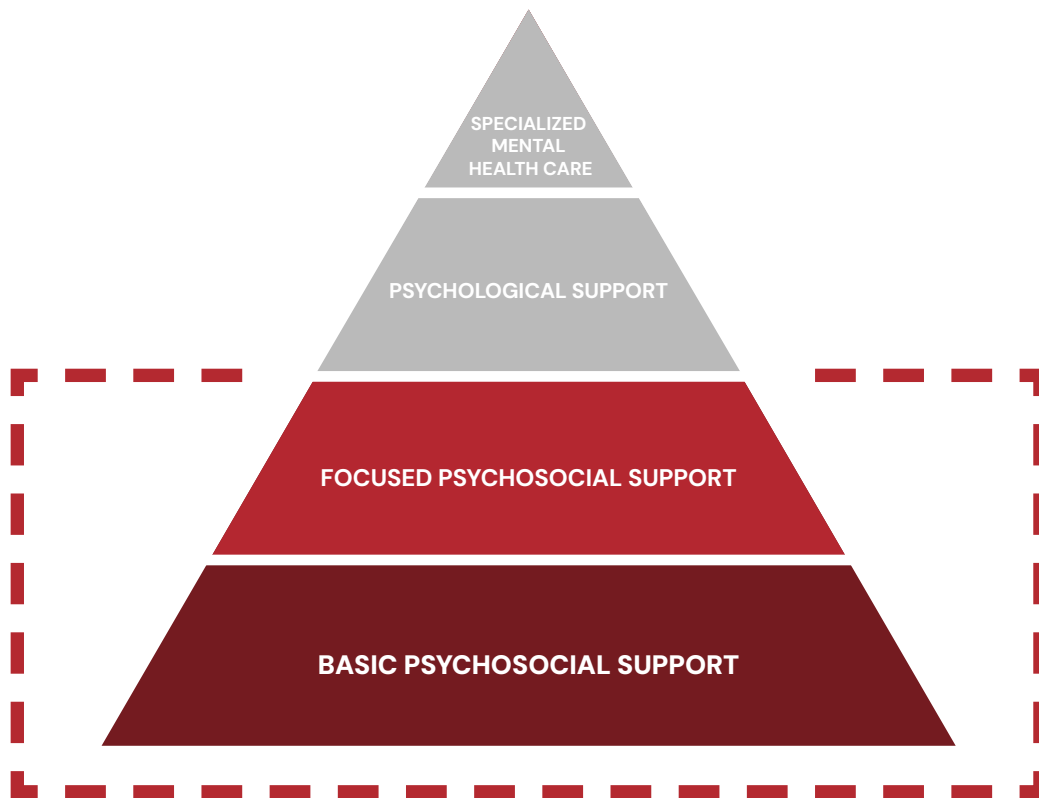 SPECIALIZED
MENTAL
HEALTH CARE
PSYCHOLOGICAL SUPPORT
FOCUSED PSYCHOSOCIAL SUPPORT
BASIC PSYCHOSOCIAL SUPPORT